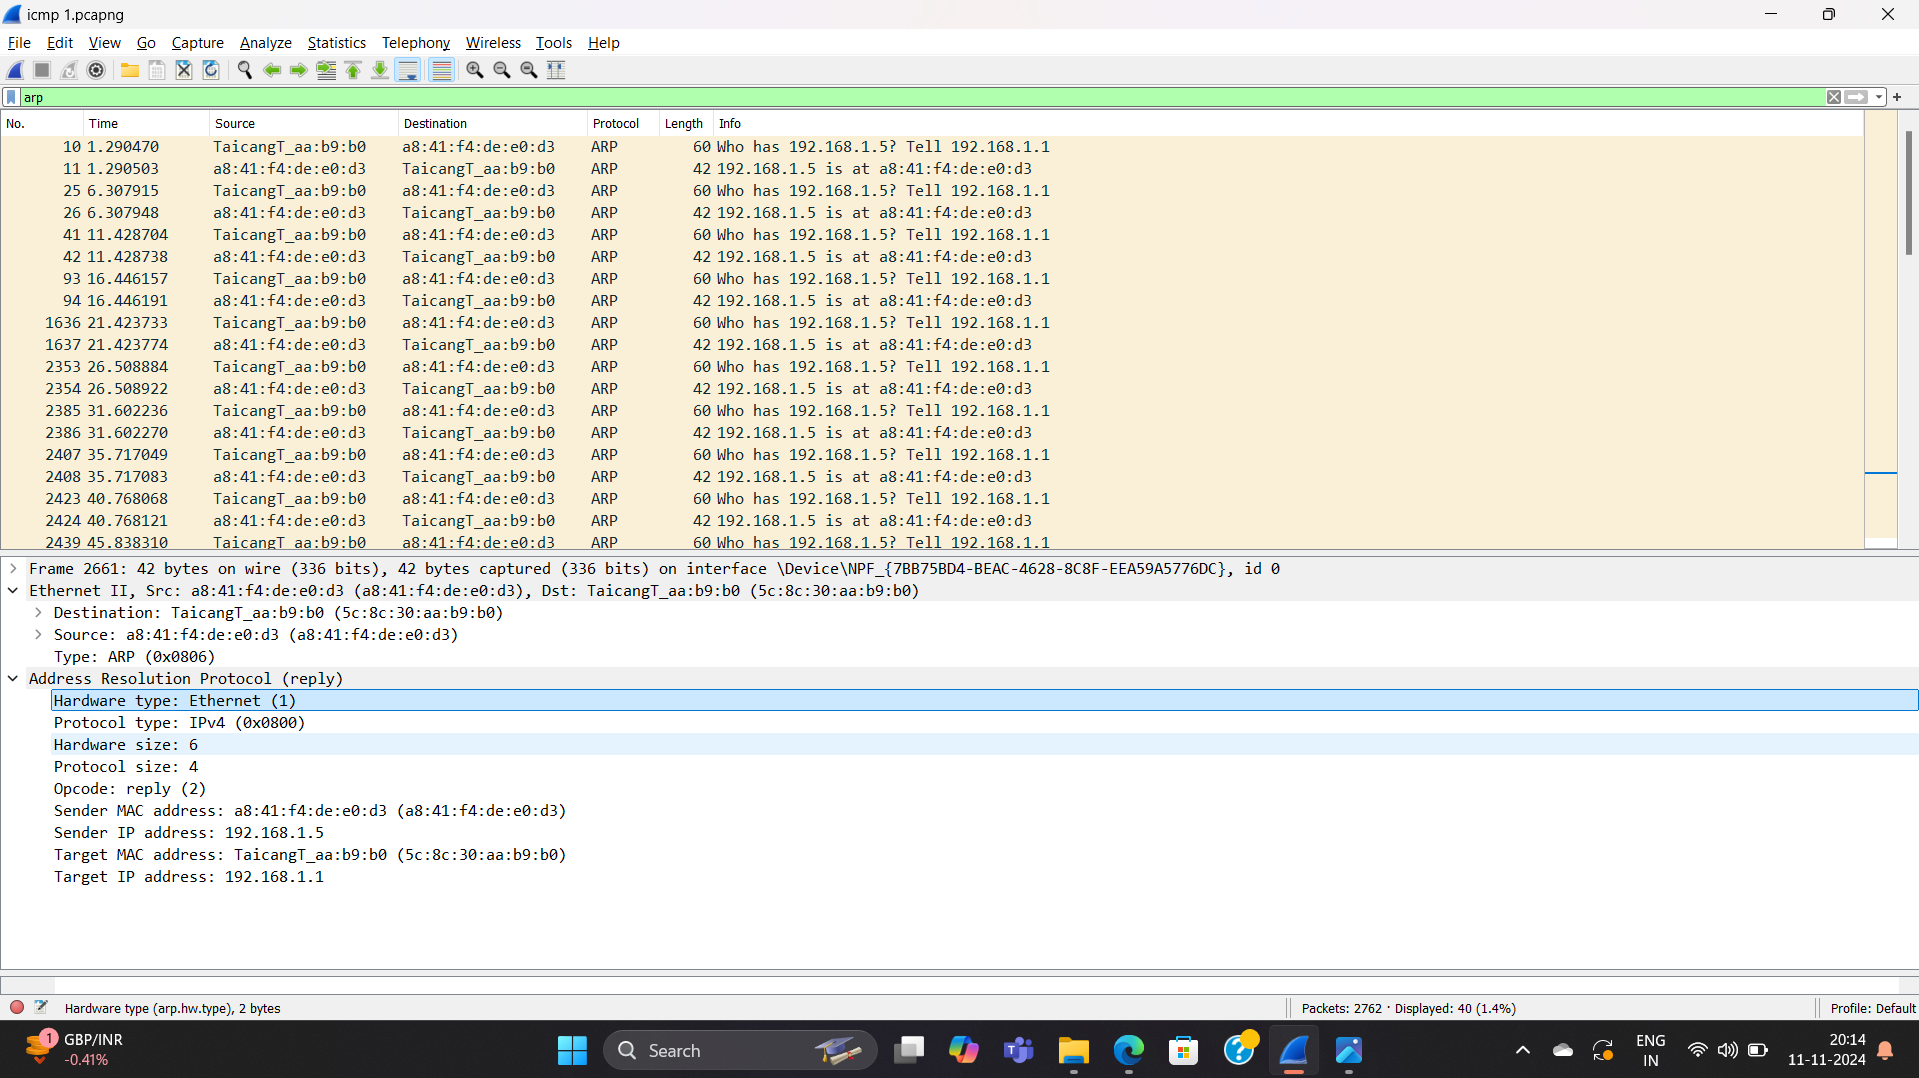 icmp 1.pcapng
File Edit View Go Capture Analyze Statistics Telephony Wireless Tools Help
arp
No. Time Source Destination Protocol Length Info
10 1.290470 TaicangT_aa:b9:b0 a8:41:f4:de:e0:d3 ARP 60 Who has 192.168.1.5? Tell 192.168.1.1
11 1.290503 a8:41:f4:de:e0:d3 TaicangT_aa:b9:b0 ARP 42 192.168.1.5 is at a8:41:f4:de:e0:d3
25 6.307915 TaicangT_aa:b9:b0 a8:41:f4:de:e0:d3 ARP 60 Who has 192.168.1.5? Tell 192.168.1.1
26 6.307948 a8:41:f4:de:e0:d3 TaicangT_aa:b9:b0 ARP 42 192.168.1.5 is at a8:41:f4:de:e0:d3
41 11.428704 TaicangT_aa:b9:b0 a8:41:f4:de:e0:d3 ARP 60 Who has 192.168.1.5? Tell 192.168.1.1
42 11.428738 a8:41:f4:de:e0:d3 TaicangT_aa:b9:b0 ARP 42 192.168.1.5 is at a8:41:f4:de:e0:d3
93 16.446157 TaicangT_aa:b9:b0 a8:41:f4:de:e0:d3 ARP 60 Who has 192.168.1.5? Tell 192.168.1.1
94 16.446191 a8:41:f4:de:e0:d3 TaicangT_aa:b9:b0 ARP 42 192.168.1.5 is at a8:41:f4:de:e0:d3
1636 21.423733 TaicangT_aa:b9:b0 a8:41:f4:de:e0:d3 ARP 60 Who has 192.168.1.5? Tell 192.168.1.1
1637 21.423774 a8:41:f4:de:e0:d3 TaicangT_aa:b9:b0 ARP 42 192.168.1.5 is at a8:41:f4:de:e0:d3
2353 26.508884 TaicangT_aa:b9:b0 a8:41:f4:de:e0:d3 ARP 60 Who has 192.168.1.5? Tell 192.168.1.1
2354 26.508922 a8:41:f4:de:e0:d3 TaicangT_aa:b9:b0 ARP 42 192.168.1.5 is at a8:41:f4:de:e0:d3
2385 31.602236 TaicangT_aa:b9:b0 a8:41:f4:de:e0:d3 ARP 60 Who has 192.168.1.5? Tell 192.168.1.1
2386 31.602270 a8:41:f4:de:e0:d3 TaicangT_aa:b9:b0 ARP 42 192.168.1.5 is at a8:41:f4:de:e0:d3
2407 35.717049 TaicangT_aa:b9:b0 a8:41:f4:de:e0:d3 ARP 60 Who has 192.168.1.5? Tell 192.168.1.1
2408 35.717083 a8:41:f4:de:e0:d3 TaicangT_aa:b9:b0 ARP 42 192.168.1.5 is at a8:41:f4:de:e0:d3
2423 40.768068 TaicangT_aa:b9:b0 a8:41:f4:de:e0:d3 ARP 60 Who has 192.168.1.5? Tell 192.168.1.1
2424 40.768121 a8:41:f4:de:e0:d3 TaicangT_aa:b9:b0 ARP 42 192.168.1.5 is at a8:41:f4:de:e0:d3
2439 45.838310 TaicangT_aa:b9:b0 a8:41:f4:de:e0:d3 ARP 60 Who has 192.168.1.5? Tell 192.168.1.1
Frame 2661: 42 bytes on wire (336 bits), 42 bytes captured (336 bits) on interface \Device\NPF_{7BB75BD4-BEAC-4628-8C8F-EEA59A5776DC}, id 0
Ethernet II, Src: a8:41:f4:de:e0:d3 (a8:41:f4:de:e0:d3), Dst: TaicangT_aa:b9:b0 (5c:8c:30:aa:b9:b0)
Destination: TaicangT_aa:b9:b0 (5c:8c:30:aa:b9:b0)
Source: a8:41:f4:de:e0:d3 (a8:41:f4:de:e0:d3)
Type: ARP (0x0806)
Address Resolution Protocol (reply)
Hardware type: Ethernet (1)
Protocol type: IPv4 (0x0800)
Hardware size: 6
Protocol size: 4
Opcode: reply (2)
Sender MAC address: a8:41:f4:de:e0:d3 (a8:41:f4:de:e0:d3)
Sender IP address: 192.168.1.5
Target MAC address: TaicangT_aa:b9:b0 (5c:8c:30:aa:b9:b0)
Target IP address: 192.168.1.1
Hardware type (arp.hw.type), 2 bytes
Packets: 2762 · Displayed: 40 (1.4%)
Profile: Default
1
GBP/INR
-0.41%
Search
ENG
IN
20:14
11-11-2024